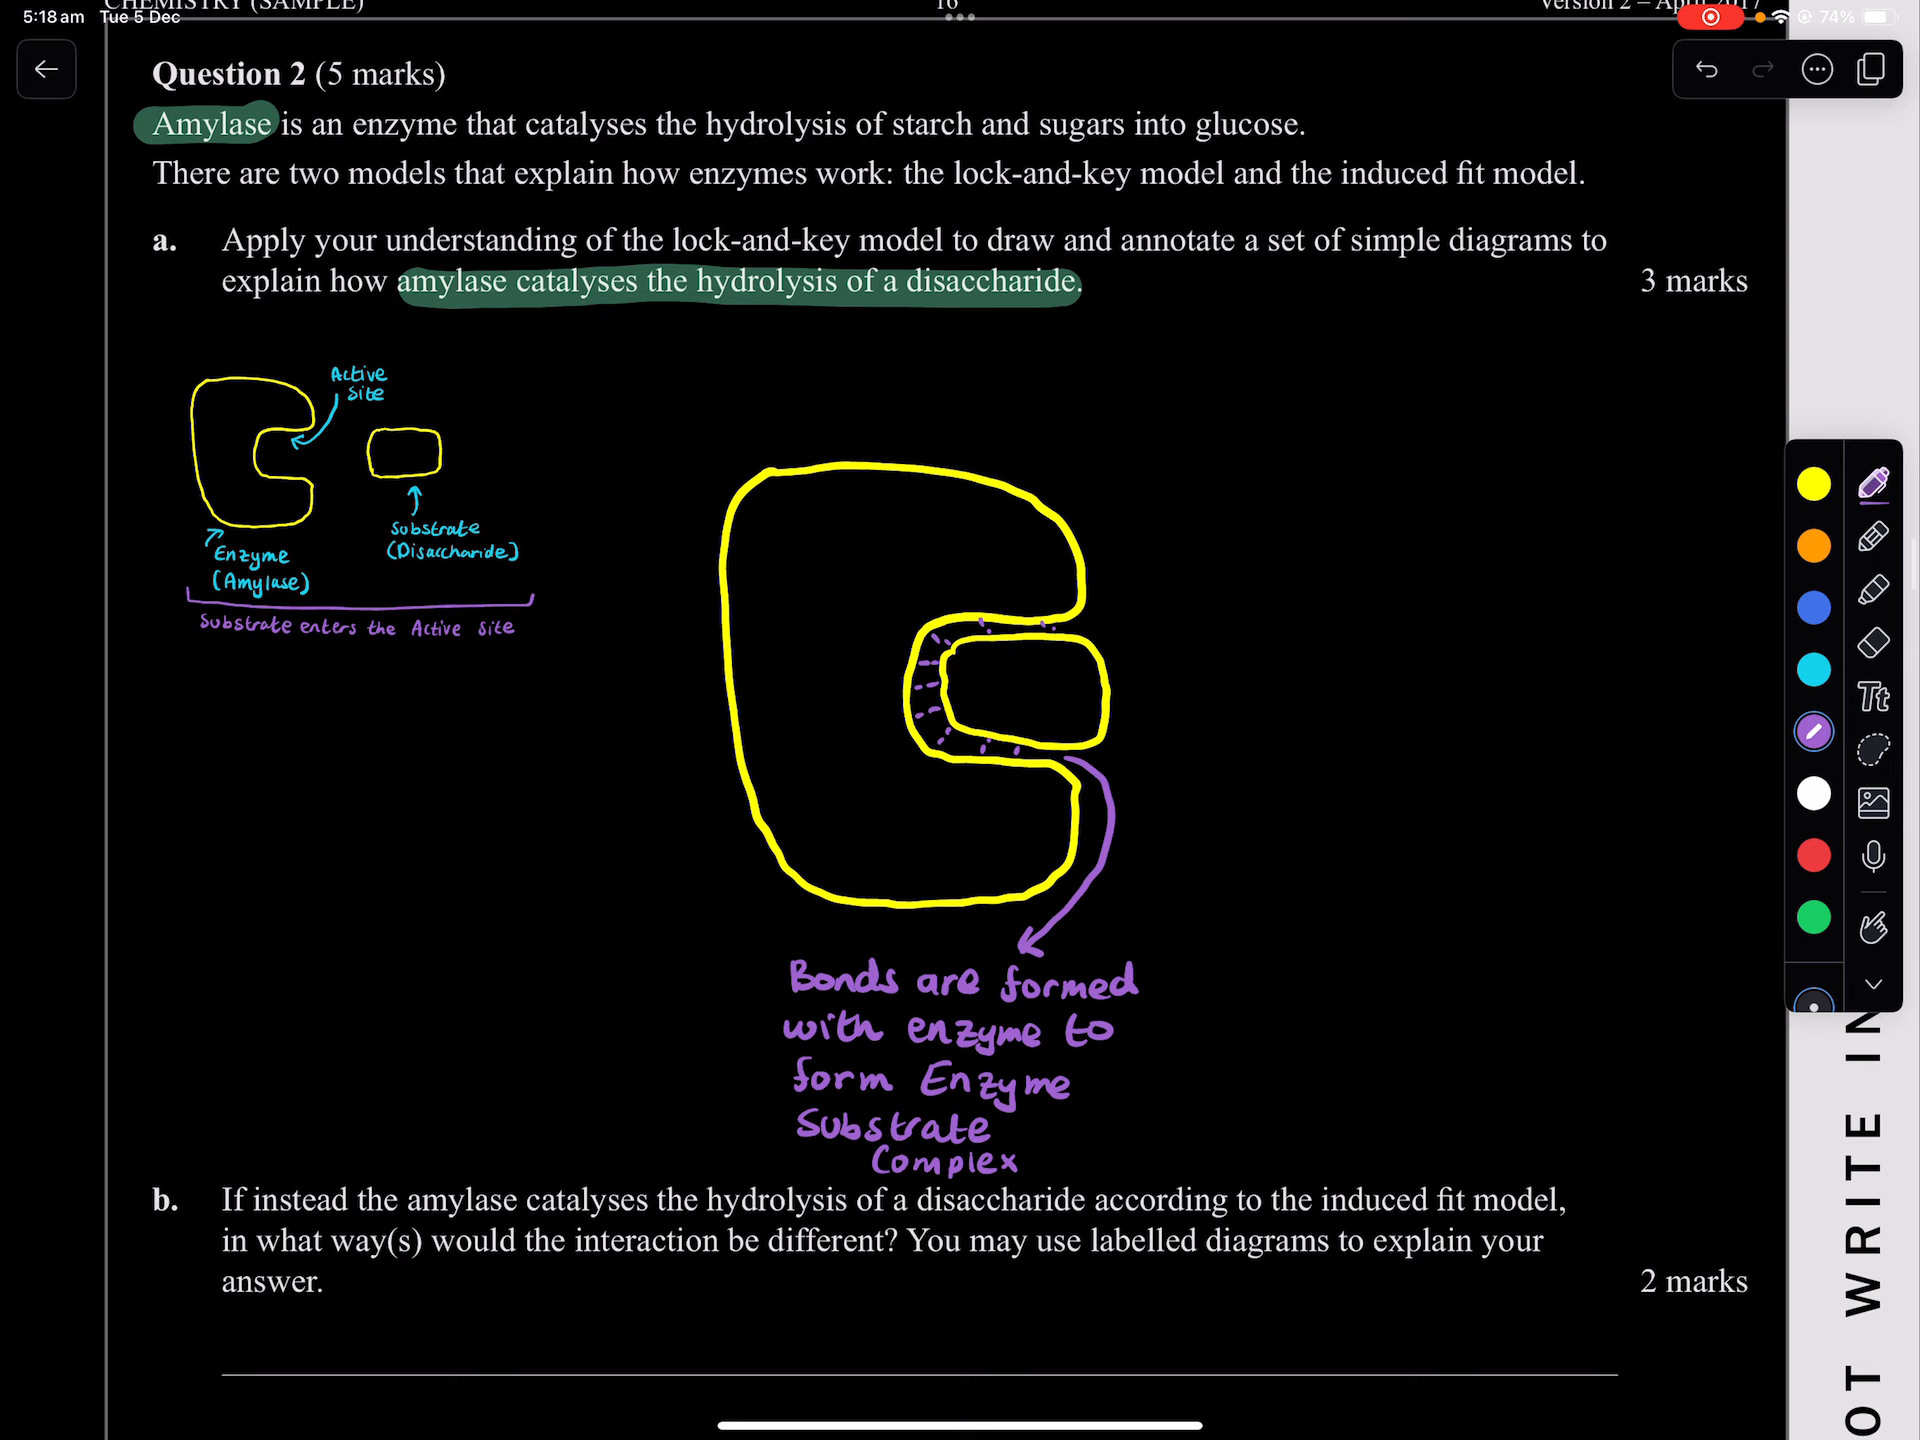 5:18 am Tue 5 Dec
CHEMISTRY (SAMPLE)
16
74%
Question 2 (5 marks)
Amylase is an enzyme that catalyses the hydrolysis of starch and sugars into glucose.
There are two models that explain how enzymes work: the lock-and-key model and the induced fit model.
a. Apply your understanding of the lock-and-key model to draw and annotate a set of simple diagrams to
explain how amylase catalyses the hydrolysis of a disaccharide.
3 marks
Active
Site
Substrate
(Disaccharide)
Enzyme
(Amylase)
Substrate enters the Active Site
Bonds are formed
with enzyme to
form Enzyme
Substrate
Complex
b. If instead the amylase catalyses the hydrolysis of a disaccharide according to the induced fit model,
in what way(s) would the interaction be different? You may use labelled diagrams to explain your
answer.
2 marks
Tt
OT WRITE IN